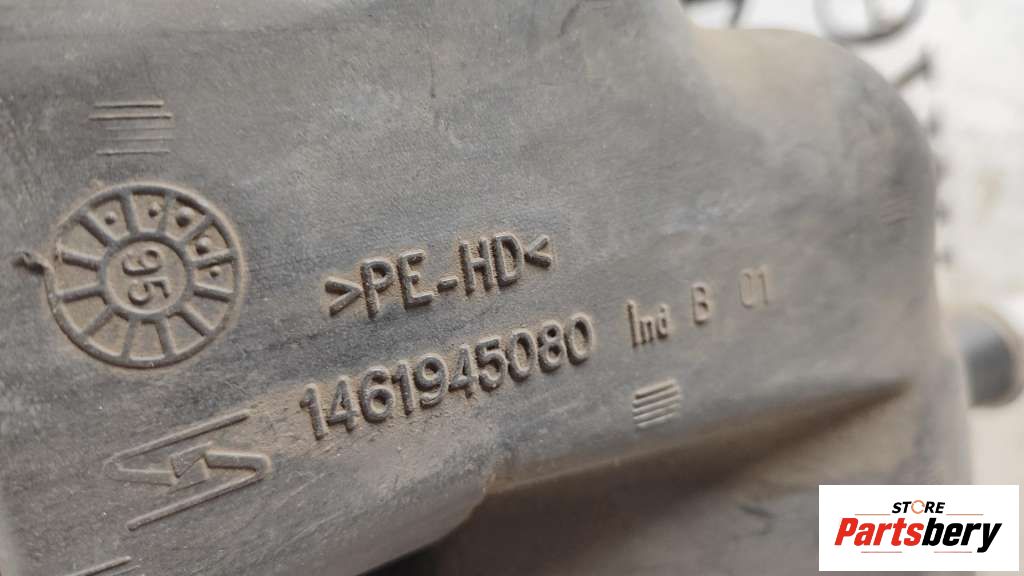 95
>PE-HD<
1461945080 Ind B 01
STORE
Partsbery